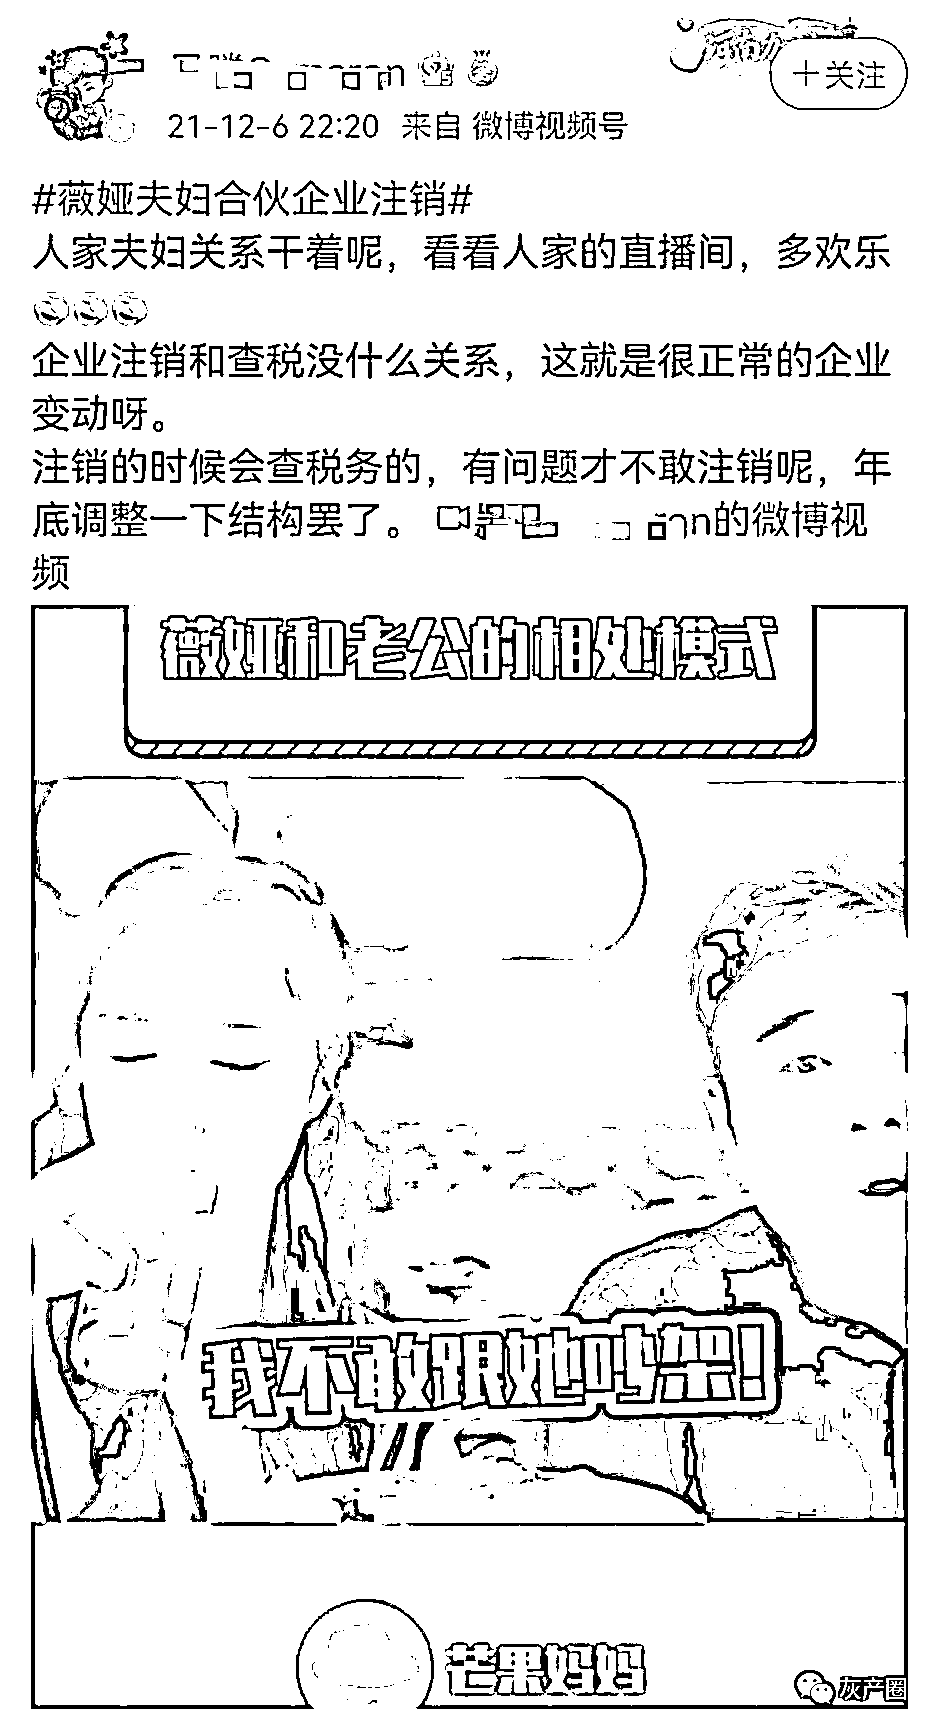 +关注
21-12-6 22:20 来自 微博视频号
#薇娅夫妇合伙企业注销#
人家夫妇关系干着呢，看看人家的直播间，多欢乐
企业注销和查税没什么关系，这就是很正常的企业
变动呀。
注销的时候会查税务的，有问题才不敢注销呢，年
底调整一下结构罢了。 的微博视
频
薇娅和老公的相处模式
我不敢跟她吵架!
芒果妈妈
灰产圈